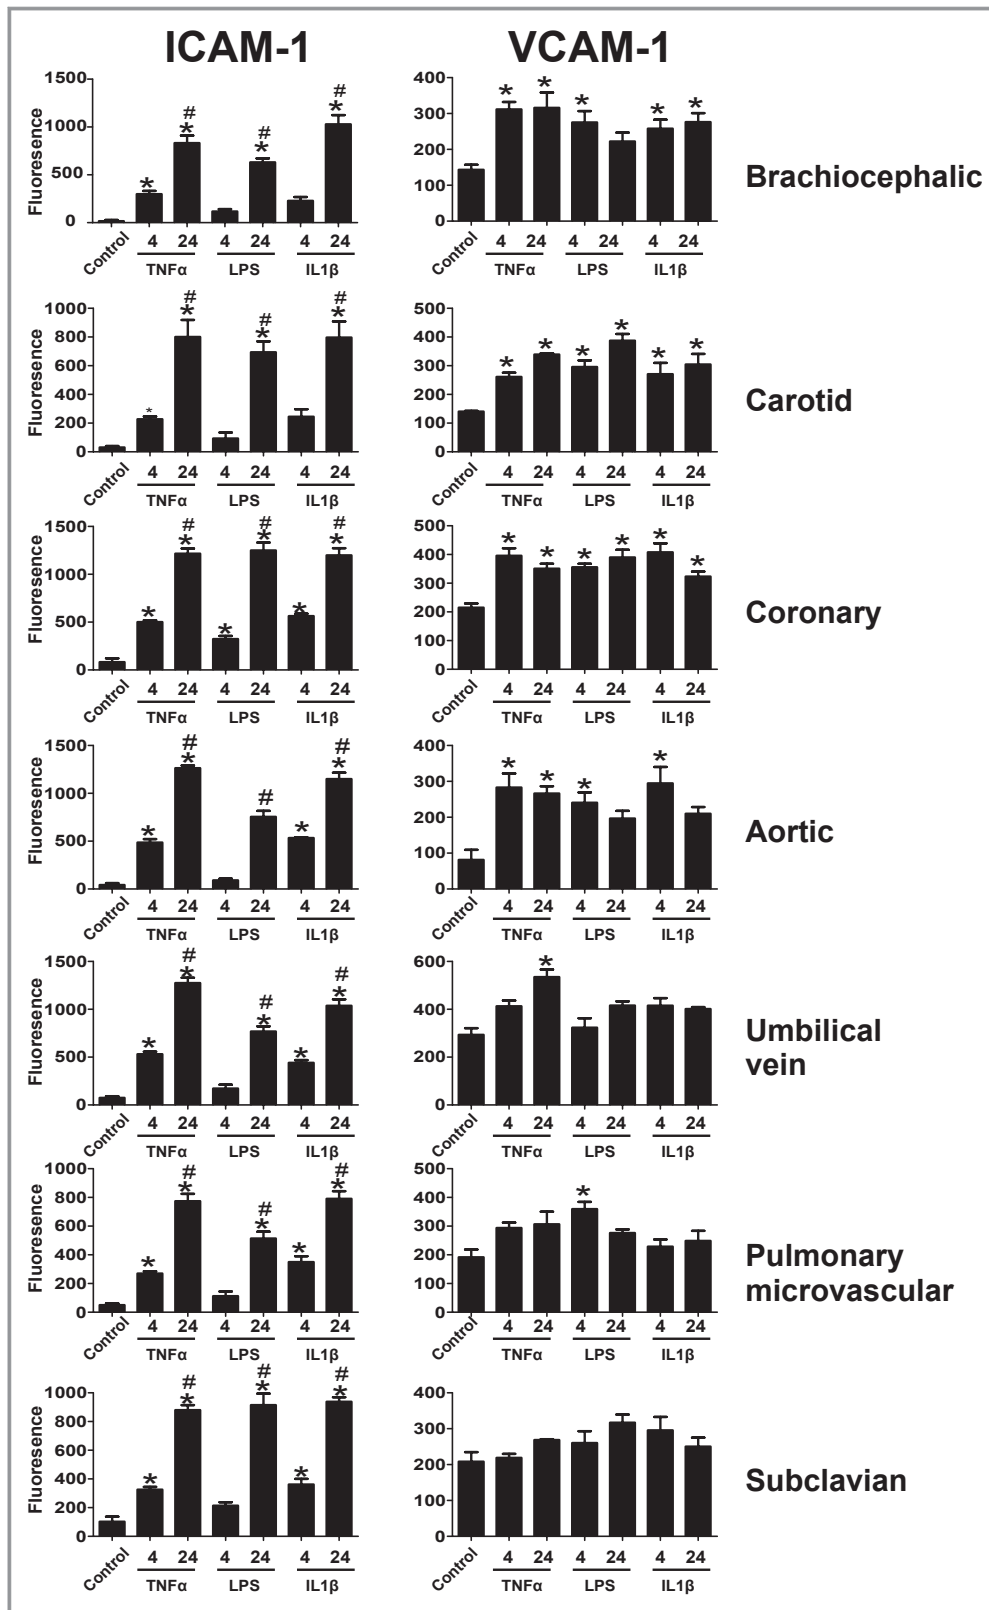 ICAM-1 VCAM-1
Fluoresence
1500
1000
500
0
* # * # * # *
Control 4 24 4 24 4 24
TNFα LPS IL1β
400
300
200
100
0
* * * * *
Control 4 24 4 24 4 24
TNFα LPS IL1β
Brachiocephalic
Fluoresence
1000
800
600
400
200
0
* # * # * # *
Control 4 24 4 24 4 24
TNFα LPS IL1β
500
400
300
200
100
0
* * * * * *
Control 4 24 4 24 4 24
TNFα LPS IL1β
Carotid
Fluoresence
1500
1000
500
0
* # * * # * * # *
Control 4 24 4 24 4 24
TNFα LPS IL1β
500
400
300
200
100
0
* * * * * *
Control 4 24 4 24 4 24
TNFα LPS IL1β
Coronary
Fluoresence
1500
1000
500
0
* # * # * # *
Control 4 24 4 24 4 24
TNFα LPS IL1β
400
300
200
100
0
* * * *
Control 4 24 4 24 4 24
TNFα LPS IL1β
Aortic
Fluoresence
1500
1000
500
0
* # * # * * # *
Control 4 24 4 24 4 24
TNFα LPS IL1β
600
400
200
0
*
Control 4 24 4 24 4 24
TNFα LPS IL1β
Umbilical
vein
Fluoresence
1000
800
600
400
200
0
* # * # * * # *
Control 4 24 4 24 4 24
TNFα LPS IL1β
500
400
300
200
100
0
*
Control 4 24 4 24 4 24
TNFα LPS IL1β
Pulmonary
microvascular
Fluoresence
1000
800
600
400
200
0
* # * # * * # *
Control 4 24 4 24 4 24
TNFα LPS IL1β
400
300
200
100
0
Control 4 24 4 24 4 24
TNFα LPS IL1β
Subclavian